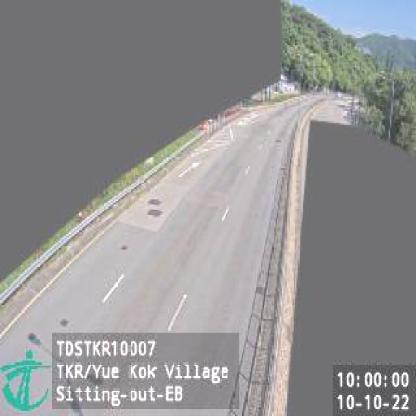 TDSTKR10007
TKR/Yue Kok Village
Sitting-out-EB
10:00:00
10-10-22